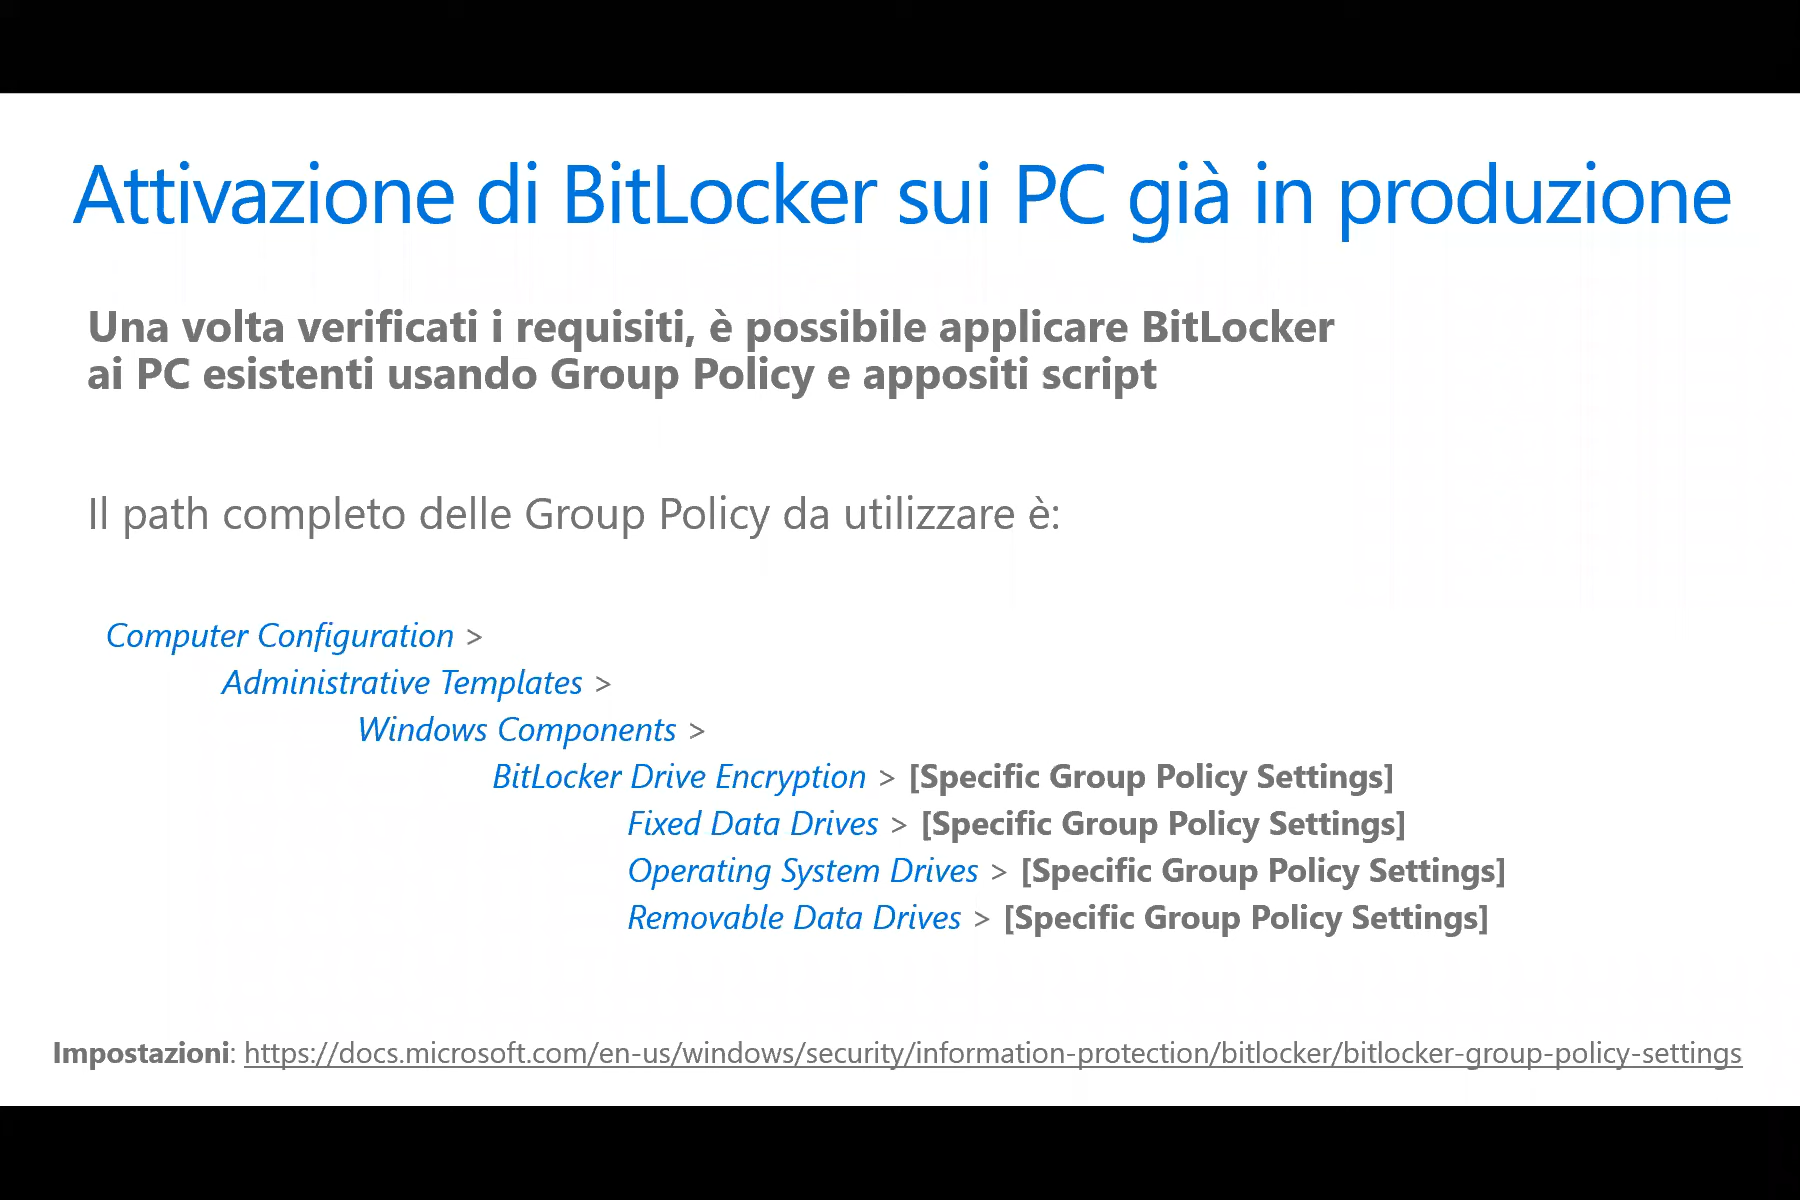 Attivazione di BitLocker sui PC già in produzione
Una volta verificati i requisiti, è possibile applicare BitLocker
ai PC esistenti usando Group Policy e appositi script
Il path completo delle Group Policy da utilizzare è:
Computer Configuration >
Administrative Templates >
Windows Components >
BitLocker Drive Encryption > [Specific Group Policy Settings]
Fixed Data Drives > [Specific Group Policy Settings]
Operating System Drives > [Specific Group Policy Settings]
Removable Data Drives > [Specific Group Policy Settings]
Impostazioni: https://docs.microsoft.com/en-us/windows/security/information-protection/bitlocker/bitlocker-group-policy-settings